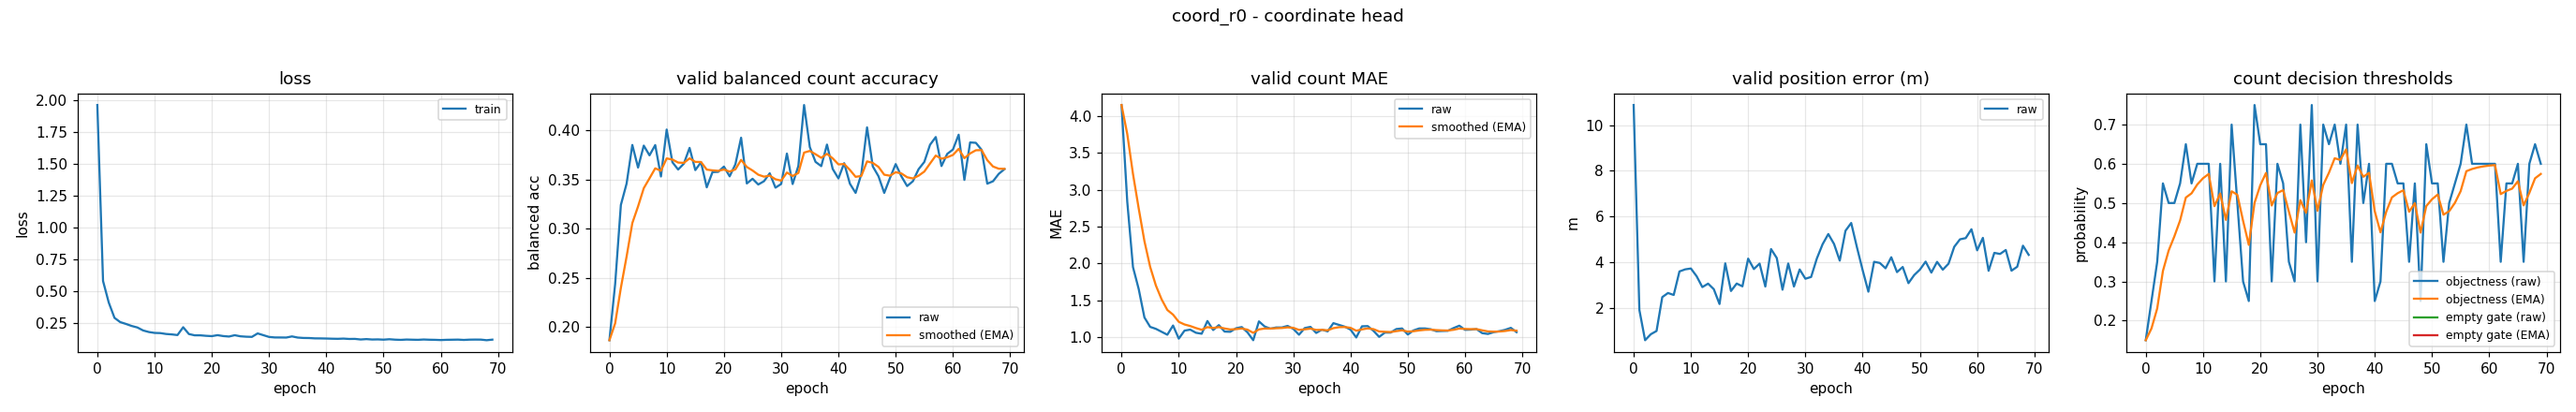 coord_r0 - coordinate head
loss
train
2.00
1.75
1.50
1.25
1.00
0.75
0.50
0.25
loss
0 10 20 30 40 50 60 70
epoch
valid balanced count accuracy
0.40
0.35
0.30
0.25
0.20
balanced acc
raw
smoothed (EMA)
0 10 20 30 40 50 60 70
epoch
valid count MAE
raw
smoothed (EMA)
4.0
3.5
3.0
2.5
2.0
1.5
1.0
MAE
0 10 20 30 40 50 60 70
epoch
valid position error (m)
raw
10
8
6
4
2
m
0 10 20 30 40 50 60 70
epoch
count decision thresholds
0.7
0.6
0.5
0.4
0.3
0.2
probability
objectness (raw)
objectness (EMA)
empty gate (raw)
empty gate (EMA)
0 10 20 30 40 50 60 70
epoch